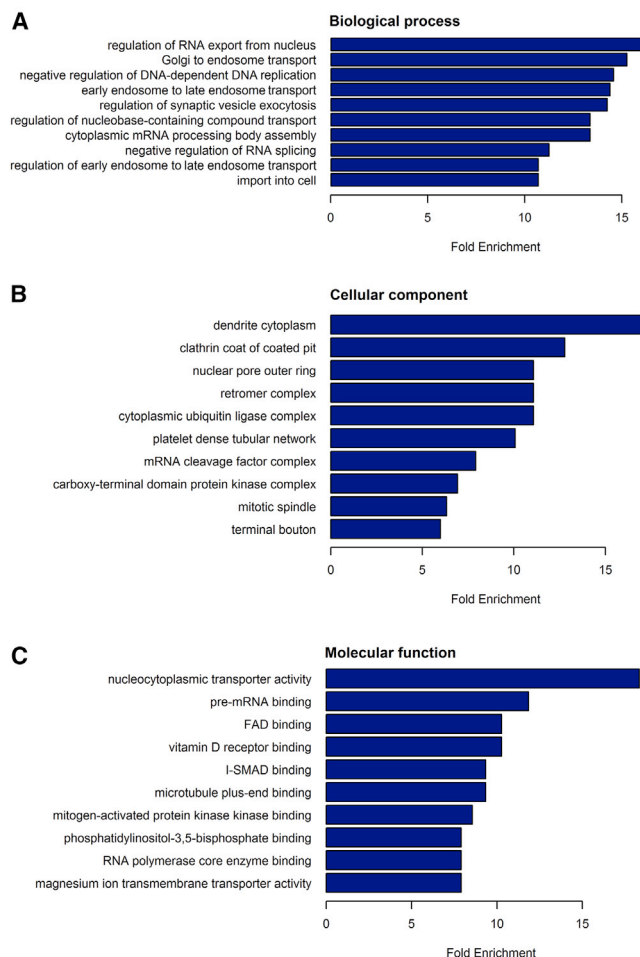 A
Biological process
regulation of RNA export from nucleus
Golgi to endosome transport
negative regulation of DNA-dependent DNA replication
early endosome to late endosome transport
regulation of synaptic vesicle exocytosis
regulation of nucleobase-containing compound transport
cytoplasmic mRNA processing body assembly
negative regulation of RNA splicing
regulation of early endosome to late endosome transport
import into cell
0 5 10 15
Fold Enrichment
B
Cellular component
dendrite cytoplasm
clathrin coat of coated pit
nuclear pore outer ring
retromer complex
cytoplasmic ubiquitin ligase complex
platelet dense tubular network
mRNA cleavage factor complex
carboxy-terminal domain protein kinase complex
mitotic spindle
terminal bouton
0 5 10 15
Fold Enrichment
C
Molecular function
nucleocytoplasmic transporter activity
pre-mRNA binding
FAD binding
vitamin D receptor binding
I-SMAD binding
microtubule plus-end binding
mitogen-activated protein kinase kinase binding
phosphatidylinositol-3,5-bisphosphate binding
RNA polymerase core enzyme binding
magnesium ion transmembrane transporter activity
0 5 10 15
Fold Enrichment